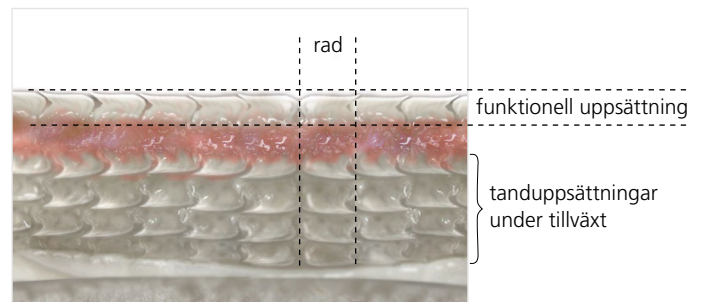 rad
funktionell uppsättning
tanduppsättningar
under tillväxt